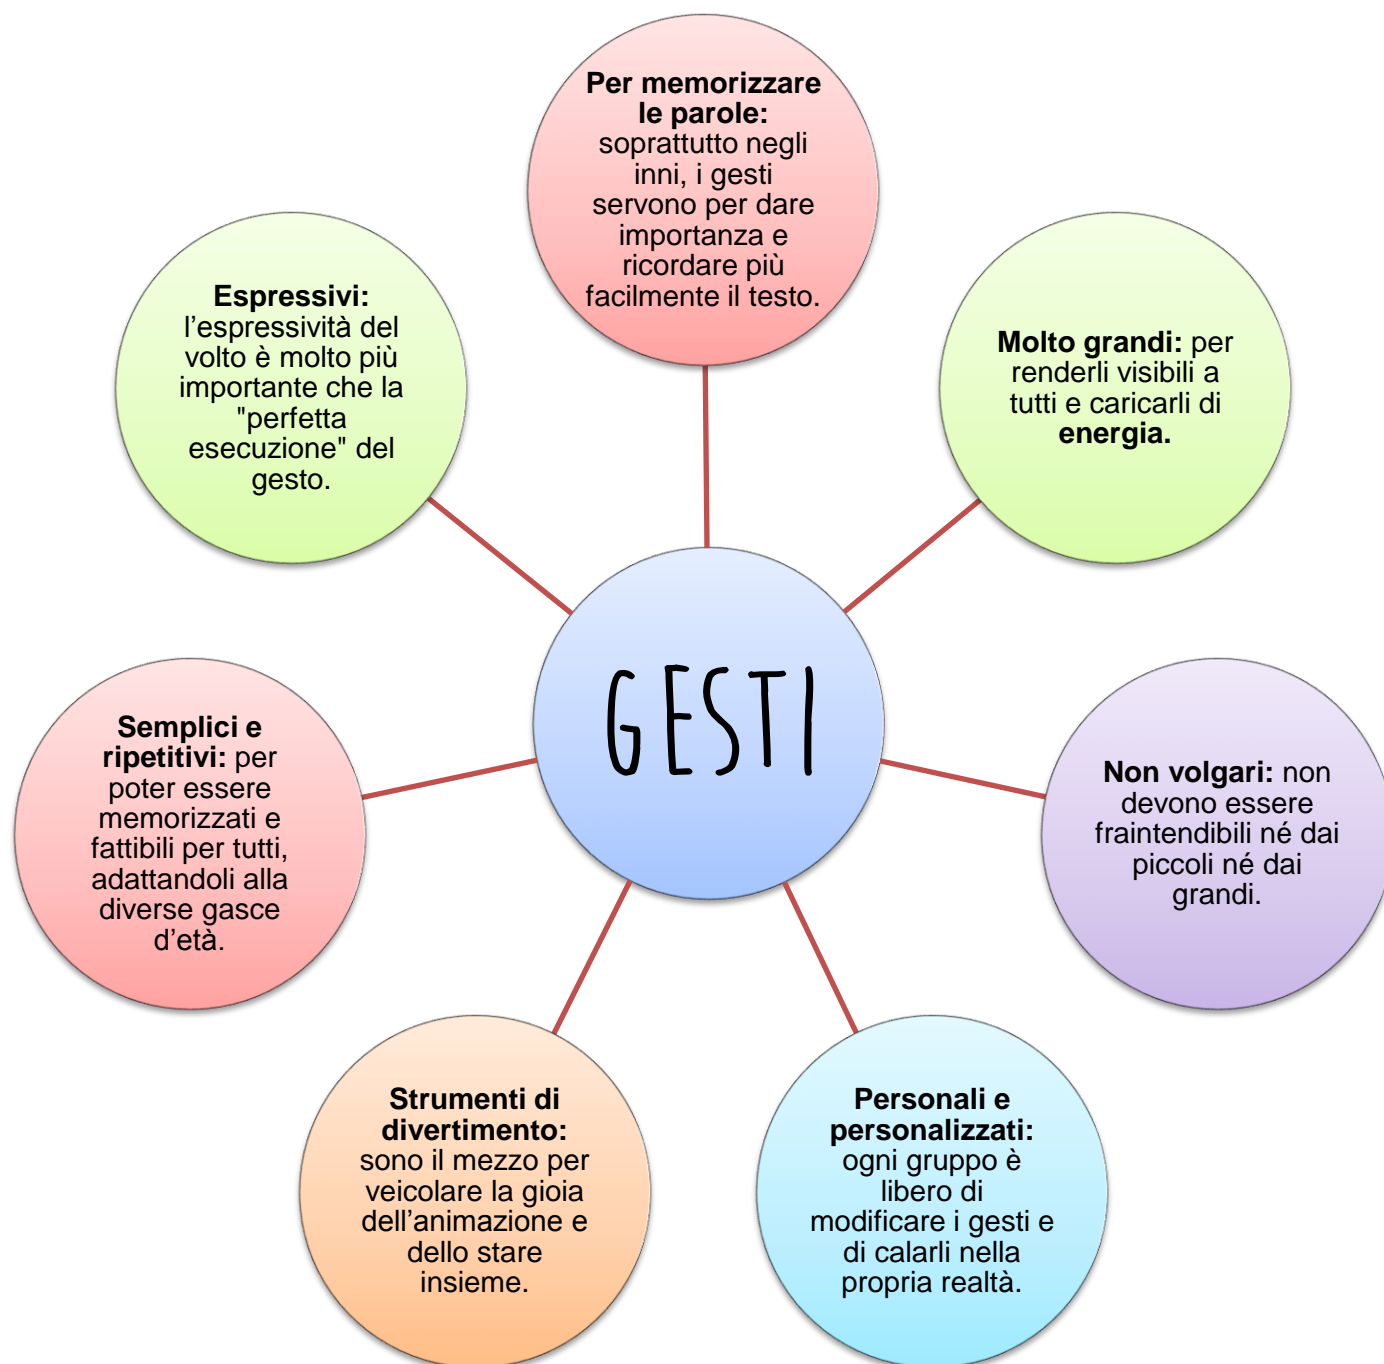 Per memorizzare
le parole:
soprattutto negli
inni, i gesti
servono per dare
importanza e
ricordare più
facilmente il testo.
Molto grandi: per
renderli visibili a
tutti e caricarli di
energia.
Non volgari: non
devono essere
fraintendibili né dai
piccoli né dai
grandi.
Personali e
personalizzati:
ogni gruppo è
libero di
modificare i gesti e
di calarli nella
propria realtà.
Strumenti di
divertimento:
sono il mezzo per
veicolare la gioia
dell’animazione e
dello stare
insieme.
Semplici e
ripetitivi: per
poter essere
memorizzati e
fattibili per tutti,
adattandoli alla
diverse gasce
d’età.
Espressivi:
l’espressività del
volto è molto più
importante che la
"perfetta
esecuzione" del
gesto.
GESTI